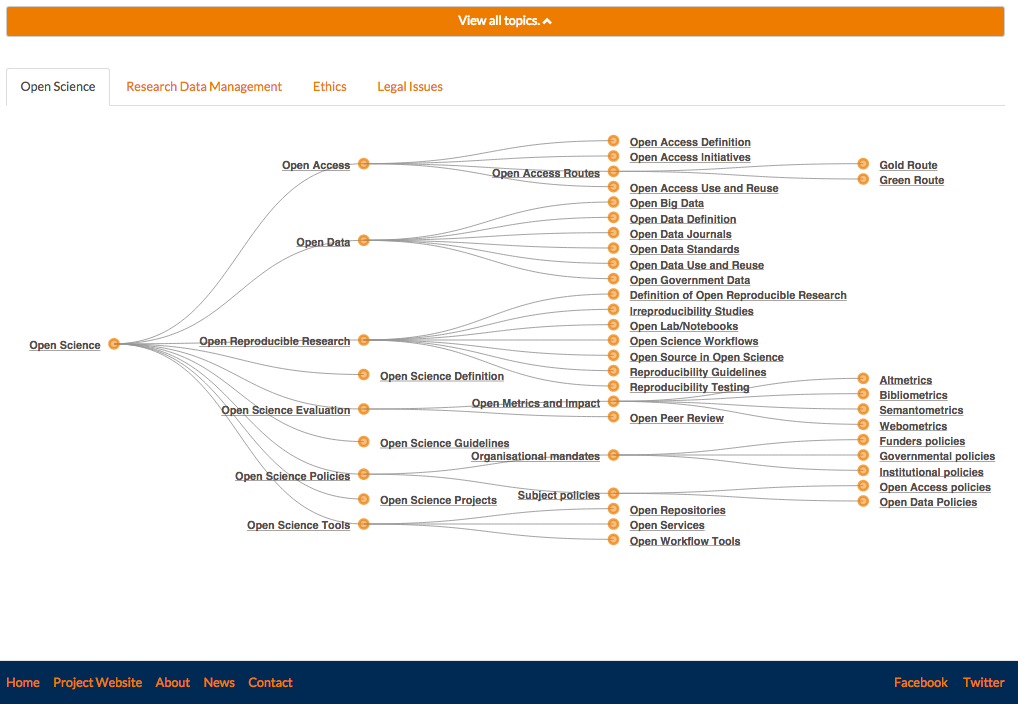 View all topics.
Open Science
Research Data Management
Ethics
Legal Issues
Open Science
Open Access
Open Access Definition
Open Access Initiatives
Open Access Routes
Gold Route
Green Route
Open Access Use and Reuse
Open Data
Open Big Data
Open Data Definition
Open Data Journals
Open Data Standards
Open Data Use and Reuse
Open Government Data
Open Reproducible Research
Definition of Open Reproducible Research
Irreproducibility Studies
Open Lab/Notebooks
Open Science Workflows
Open Source in Open Science
Reproducibility Guidelines
Reproducibility Testing
Open Science Definition
Open Science Evaluation
Open Metrics and Impact
Altmetrics
Bibliometrics
Semantometrics
Webometrics
Open Peer Review
Open Science Guidelines
Open Science Policies
Organisational mandates
Funders policies
Governmental policies
Institutional policies
Subject policies
Open Access policies
Open Data Policies
Open Science Projects
Open Science Tools
Open Repositories
Open Services
Open Workflow Tools
Home Project Website About News Contact Facebook Twitter